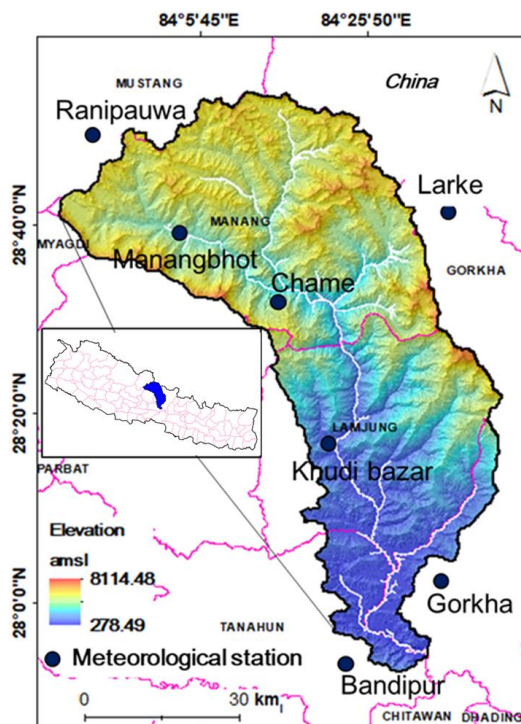 84°5'45"E 84°25'50"E
MUSTANG
China
Ranipauwa
N
Larke
28°40'0"N
MANANG
MYAGDI
Manangbhot
GORKHA
Chame
28°20'0"N
LAMJUNG
PARBAT
Khudi bazar
Elevation
amsl
8114.48
278.49
28°0'0"N
Gorkha
TANAHUN
Meteorological station
Bandipur
0 30 km
CHITAWAN DHADING